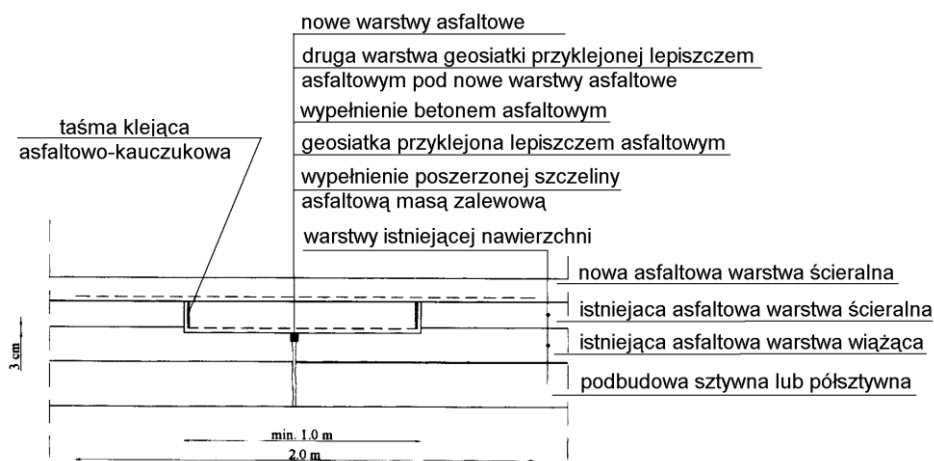 nowe warstwy asfaltowe
druga warstwa geosiatki przyklejonej lepiszczem
asfaltowym pod nowe warstwy asfaltowe
wypełnienie betonem asfaltowym
taśma klejąca
asfaltowo-kauczukowa
geosiatka przyklejona lepiszczem asfaltowym
wypełnienie poszerzonej szczeliny
asfaltową masą zalewową
warstwy istniejącej nawierzchni
nowa asfaltowa warstwa ścieralna
istniejaca asfaltowa warstwa ścieralna
istniejąca asfaltowa warstwa wiążąca
podbudowa sztywna lub półsztywna
3 cm
min. 1.0 m
2.0 m